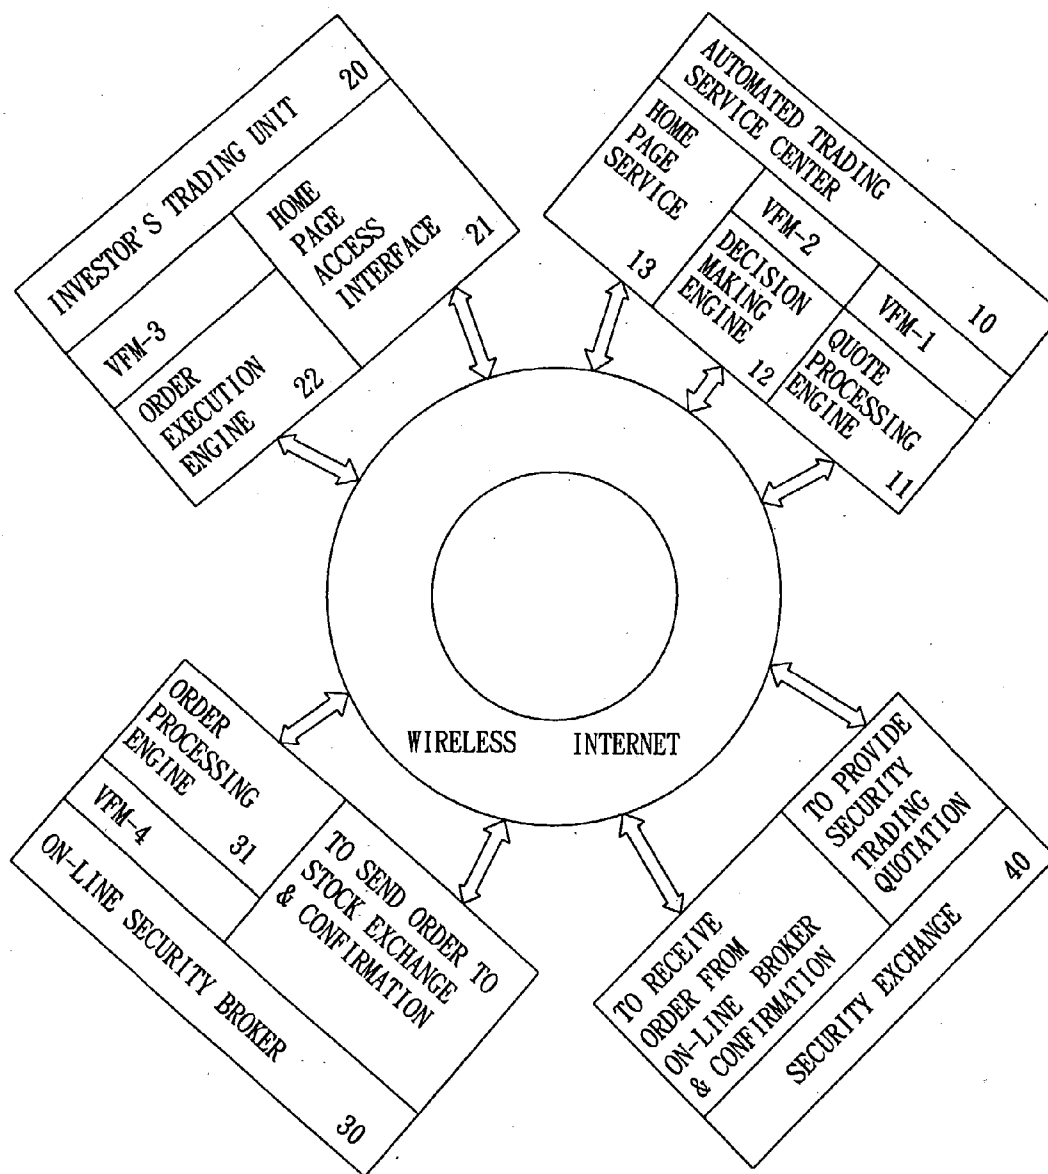 INVESTOR'S TRADING UNIT
20
VFM-3
ORDER
EXECUTION
ENGINE
22
HOME
PAGE
ACCESS
INTERFACE
21
AUTOMATED TRADING
SERVICE CENTER
10
HOME
PAGE
SERVICE
13
VFM-2
DECISION
MAKING
ENGINE
12
VFM-1
QUOTE
PROCESSING
ENGINE
11
WIRELESS INTERNET
ORDER
PROCESSING
ENGINE
31
VFM-4
TO SEND ORDER TO
STOCK EXCHANGE
& CONFIRMATION
ON-LINE SECURITY BROKER
30
TO PROVIDE
SECURITY
TRADING
QUOTATION
TO RECEIVE
ORDER FROM
ON-LINE BROKER
& CONFIRMATION
SECURITY EXCHANGE
40